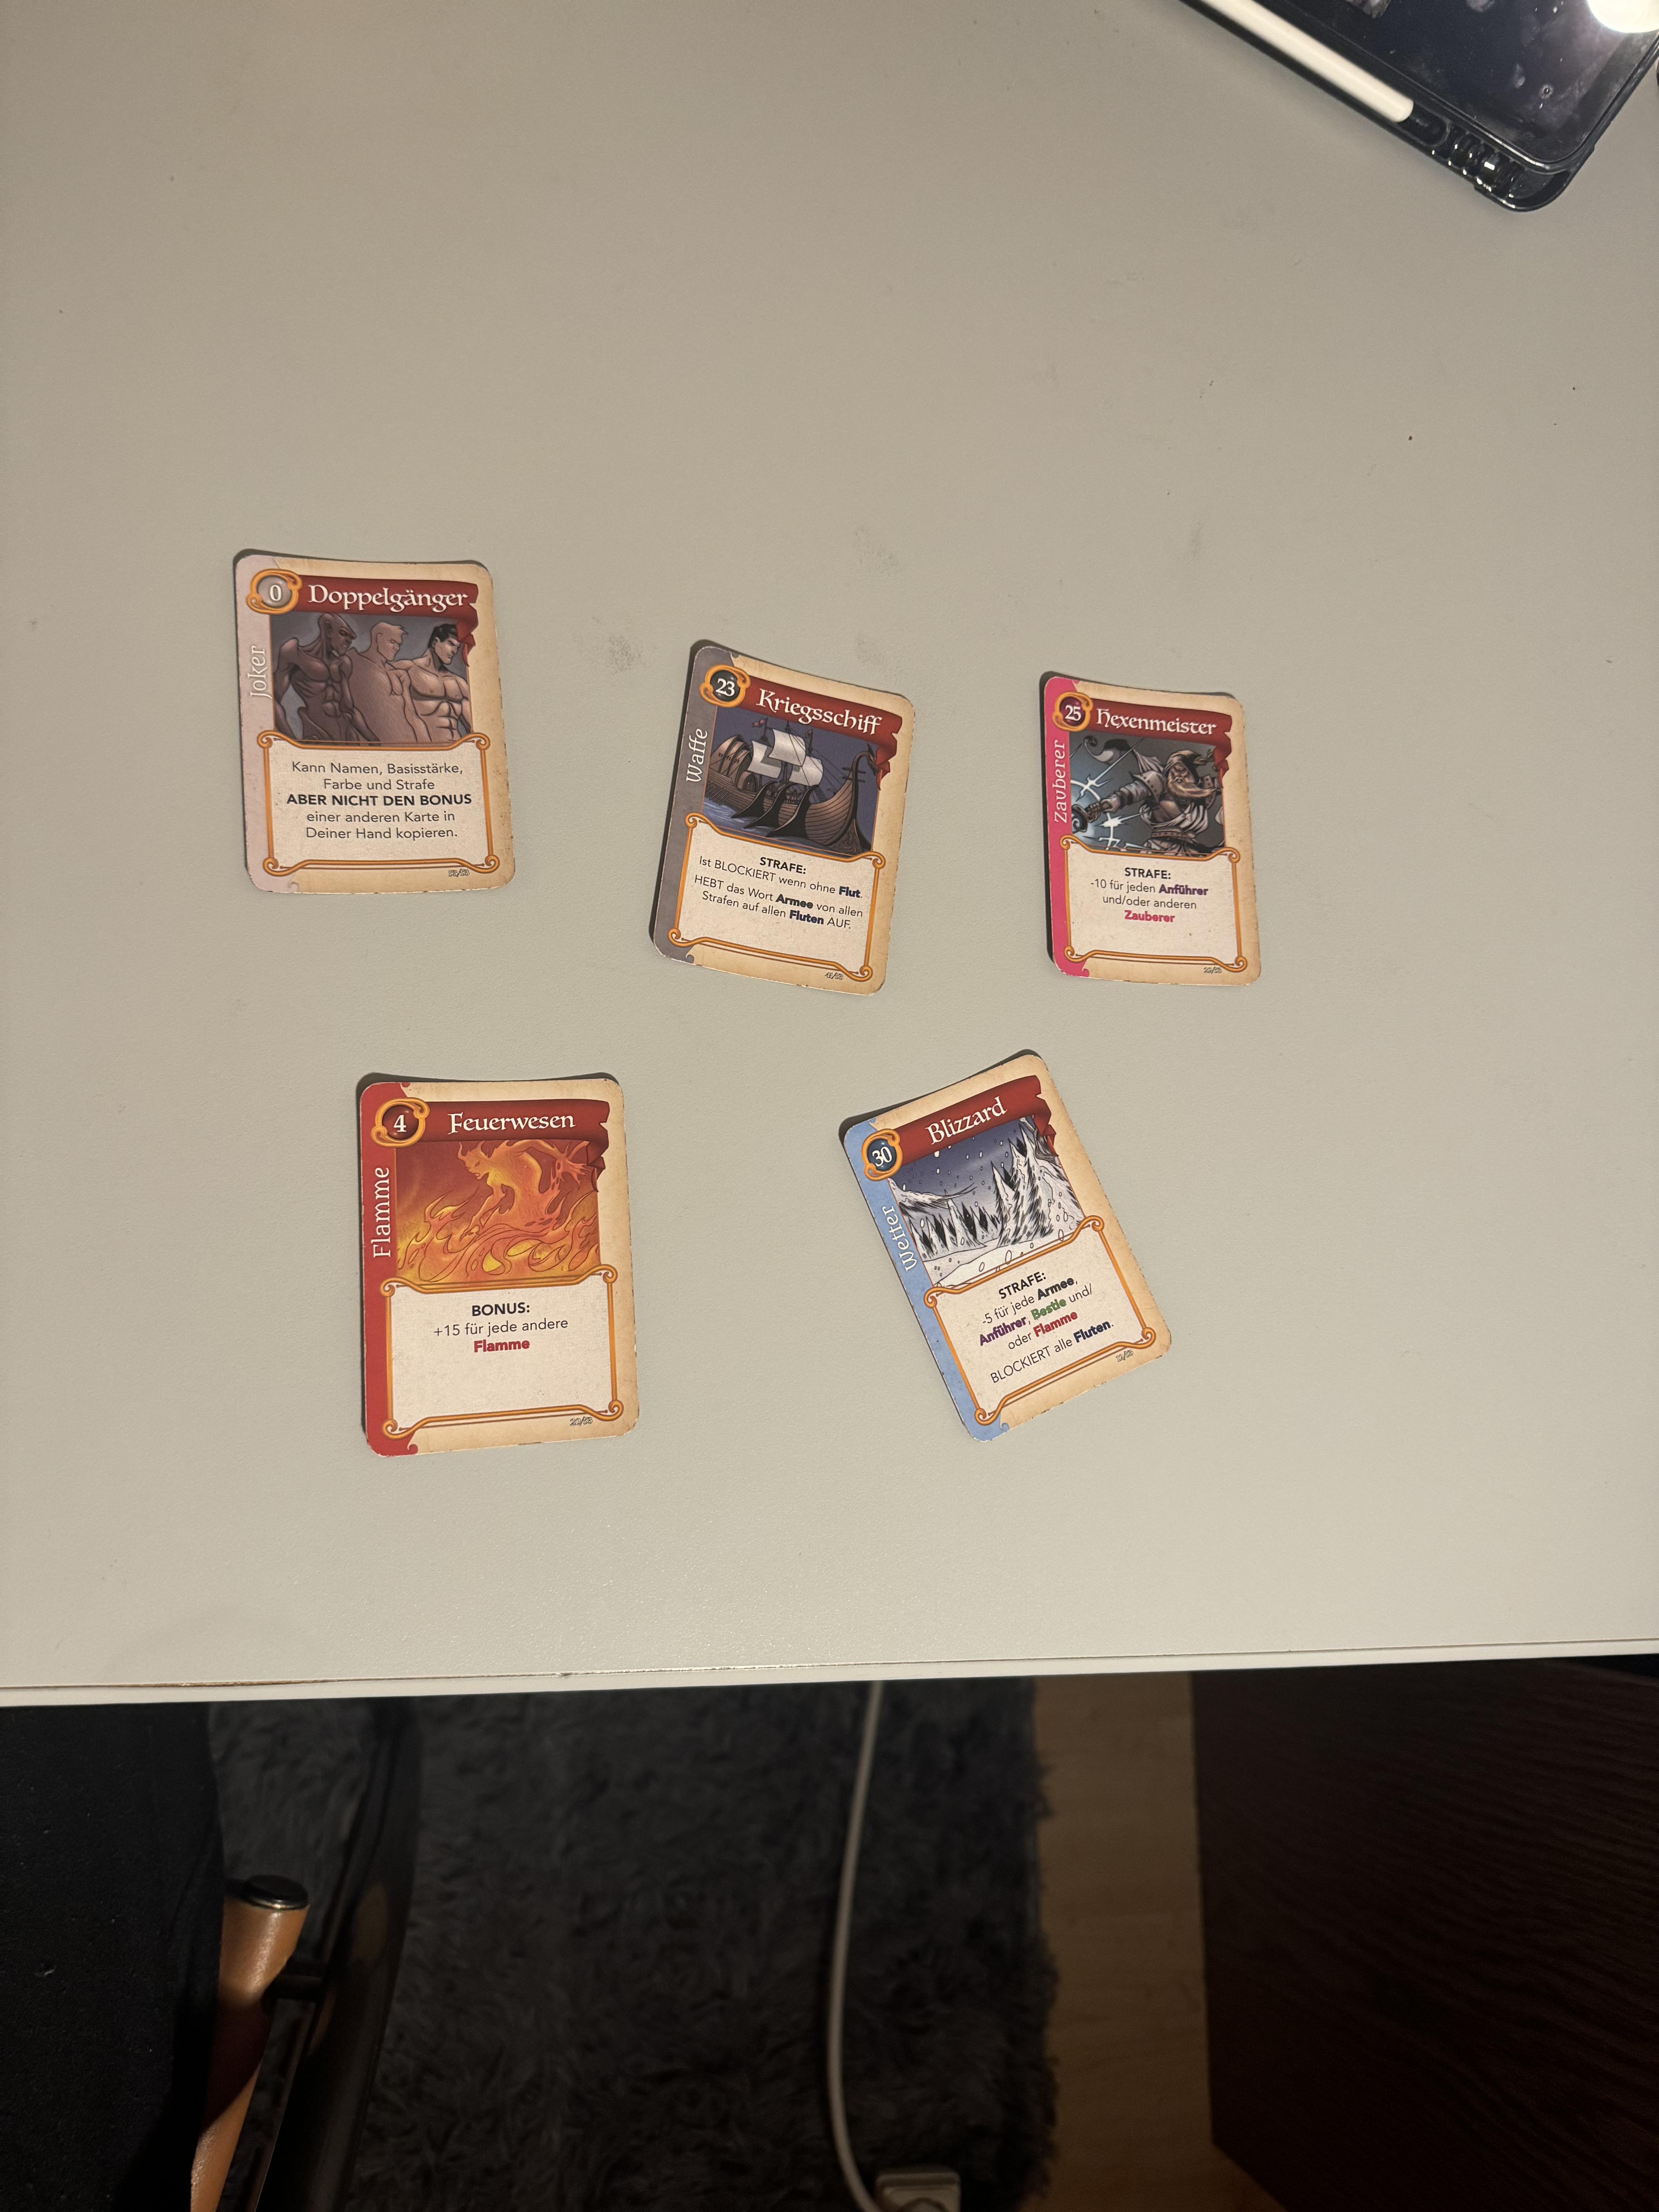 0
Doppelgänger
Joker
Kann Namen, Basisstärke,
Farbe und Strafe
ABER NICHT DEN BONUS
einer anderen Karte in
Deiner Hand kopieren.
23
Kriegsschiff
Waffe
STRAFE:
Ist BLOCKIERT wenn ohne Flut.
HEBT das Wort Armee von allen
Strafen auf allen Fluten AUF.
25
Hexenmeister
Zauberer
STRAFE:
-10 für jeden Anführer
und/oder anderen
Zauberer
4
Feuerwesen
Flamme
BONUS:
+15 für jede andere
Flamme
30
Blizzard
Wetter
STRAFE:
-5 für jede Armee,
Anführer, Bestie und/
oder Flamme
BLOCKIERT alle Fluten.